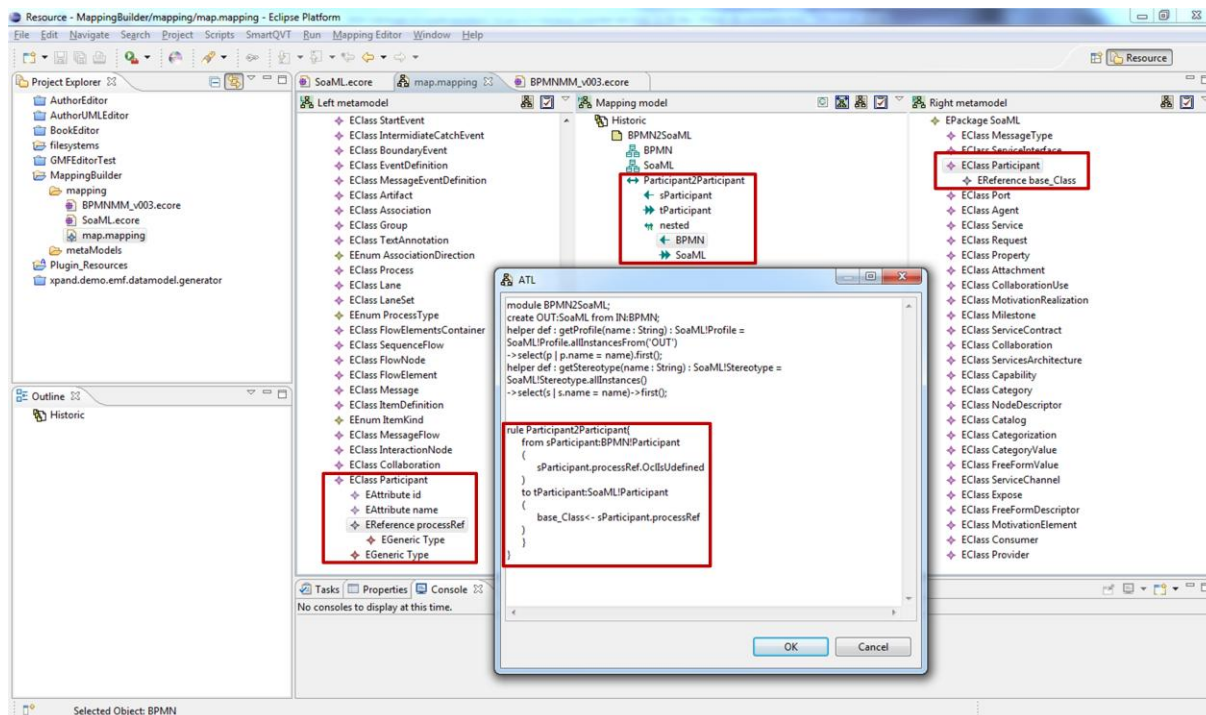 Resource - MappingBuilder/mapping/map.mapping - Eclipse Platform
File Edit Navigate Search Project Scripts SmartQVT Run Mapping Editor Window Help
Resource
Project Explorer
AuthorEditor
AuthorUMLEditor
BookEditor
filesystems
GMFEditorTest
MappingBuilder
mapping
BPMNMM_v003.ecore
SoaML.ecore
map.mapping
metaModels
Plugin_Resources
xpand.demo.emf.datamodel.generator
Outline
Historic
SoaML.ecore map.mapping BPMNMM_v003.ecore
Left metamodel
EClass StartEvent
EClass IntermidiateCatchEvent
EClass BoundaryEvent
EClass EventDefinition
EClass MessageEventDefinition
EClass Artifact
EClass Association
EClass Group
EClass TextAnnotation
EEnum AssociationDirection
EClass Process
EClass Lane
EClass LaneSet
EEnum ProcessType
EClass FlowElementsContainer
EClass SequenceFlow
EClass FlowNode
EClass FlowElement
EClass Message
EClass ItemDefinition
EEnum ItemKind
EClass MessageFlow
EClass InteractionNode
EClass Collaboration
EClass Participant
EAttribute id
EAttribute name
EReference processRef
EGeneric Type
EGeneric Type
Mapping model
Historic
BPMN2SoaML
BPMN
SoaML
Participant2Participant
sParticipant
tParticipant
nested
BPMN
SoaML
Right metamodel
EPackage SoaML
EClass MessageType
EClass ServiceInterface
EClass Participant
EReference base_Class
EClass Port
EClass Agent
EClass Service
EClass Request
EClass Property
EClass Attachment
EClass CollaborationUse
EClass MotivationRealization
EClass Milestone
EClass ServiceContract
EClass Collaboration
EClass ServicesArchitecture
EClass Capability
EClass Category
EClass NodeDescriptor
EClass Catalog
EClass Categorization
EClass CategoryValue
EClass FreeFormValue
EClass ServiceChannel
EClass Expose
EClass FreeFormDescriptor
EClass MotivationElement
EClass Consumer
EClass Provider
ATL
module BPMN2SoaML;
create OUT:SoaML from IN:BPMN;
helper def : getProfile(name : String) : SoaML!Profile =
SoaML!Profile.allInstancesFrom('OUT')
->select(p | p.name = name).first();
helper def : getStereotype(name : String) : SoaML!Stereotype =
SoaML!Stereotype.allInstances()
->select(s | s.name = name)->first();
rule Participant2Participant{
from sParticipant:BPMN!Participant
(
sParticipant.processRef.OclIsUdefined
)
to tParticipant:SoaML!Participant
(
base_Class<- sParticipant.processRef
)
}
}
OK Cancel
Tasks Properties Console
No consoles to display at this time.
Selected Object: BPMN